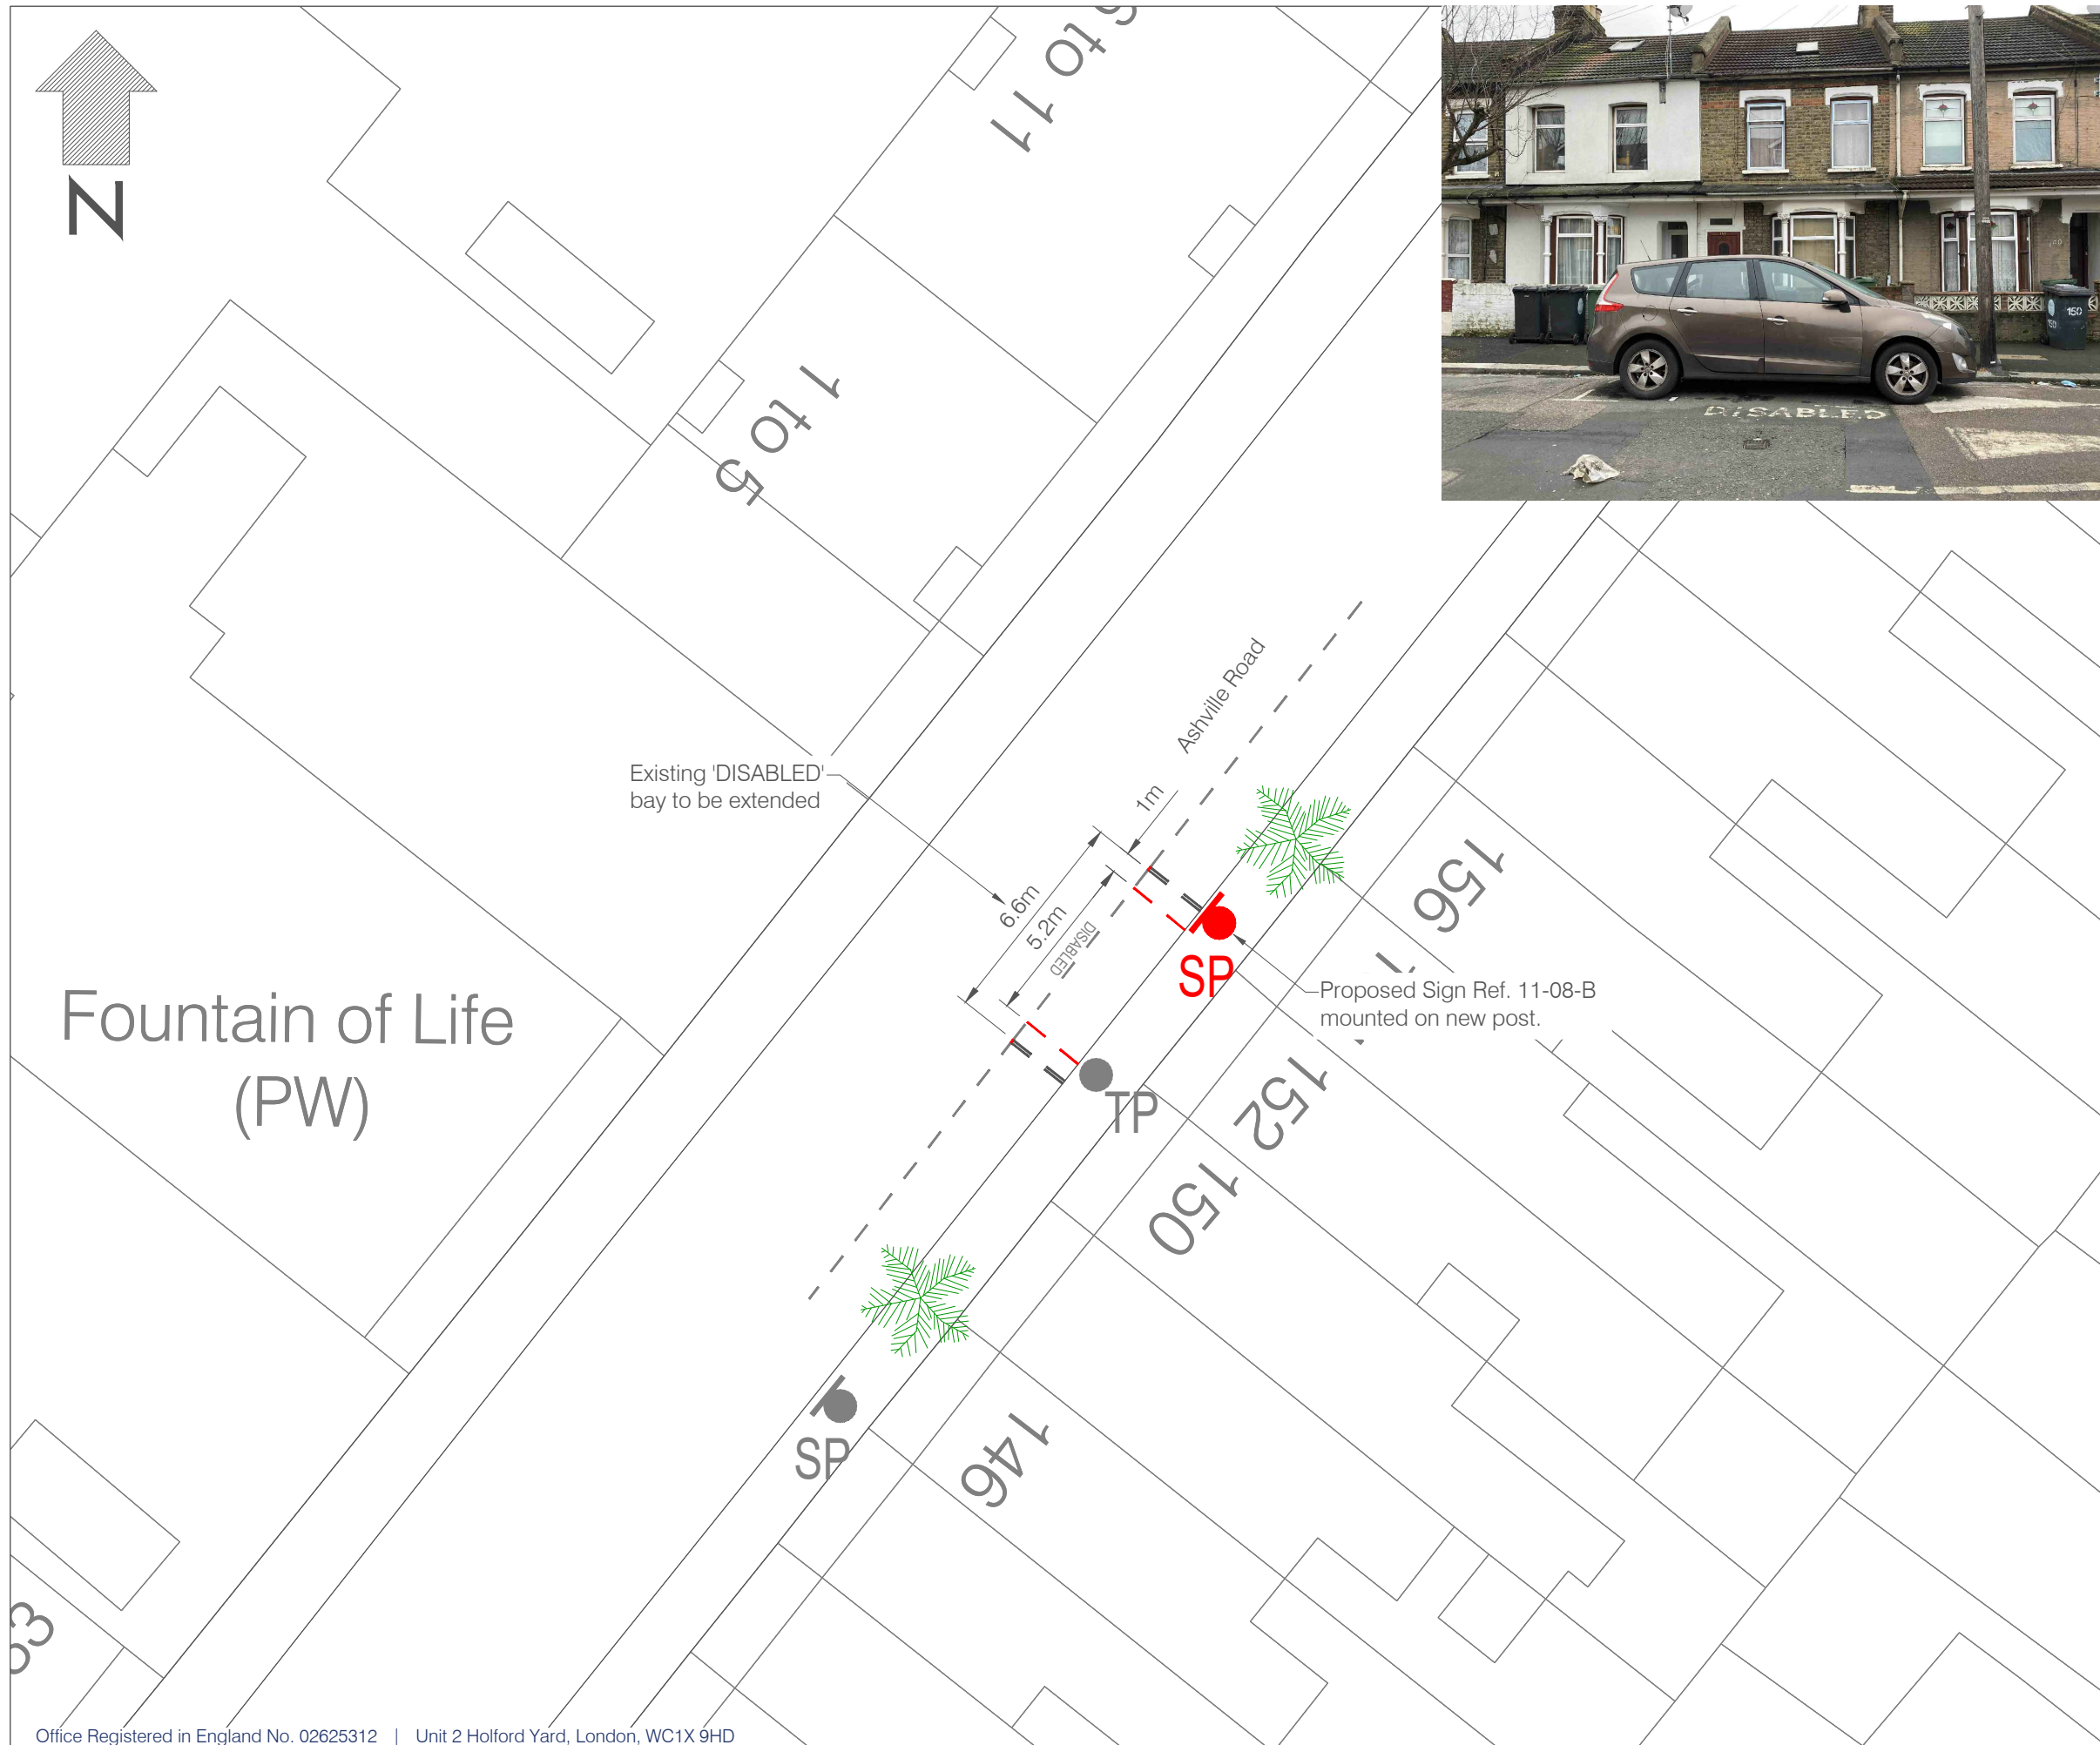 N
6 to 11
1 to 5
150
150
DISABLED
Ashville Road
Existing 'DISABLED'
bay to be extended
1m
6.6m
5.2m
DISABLED
156
SP
Proposed Sign Ref. 11-08-B
mounted on new post.
Fountain of Life
(PW)
TP
152
150
SP
146
Office Registered in England No. 02625312 | Unit 2 Holford Yard, London, WC1X 9HD